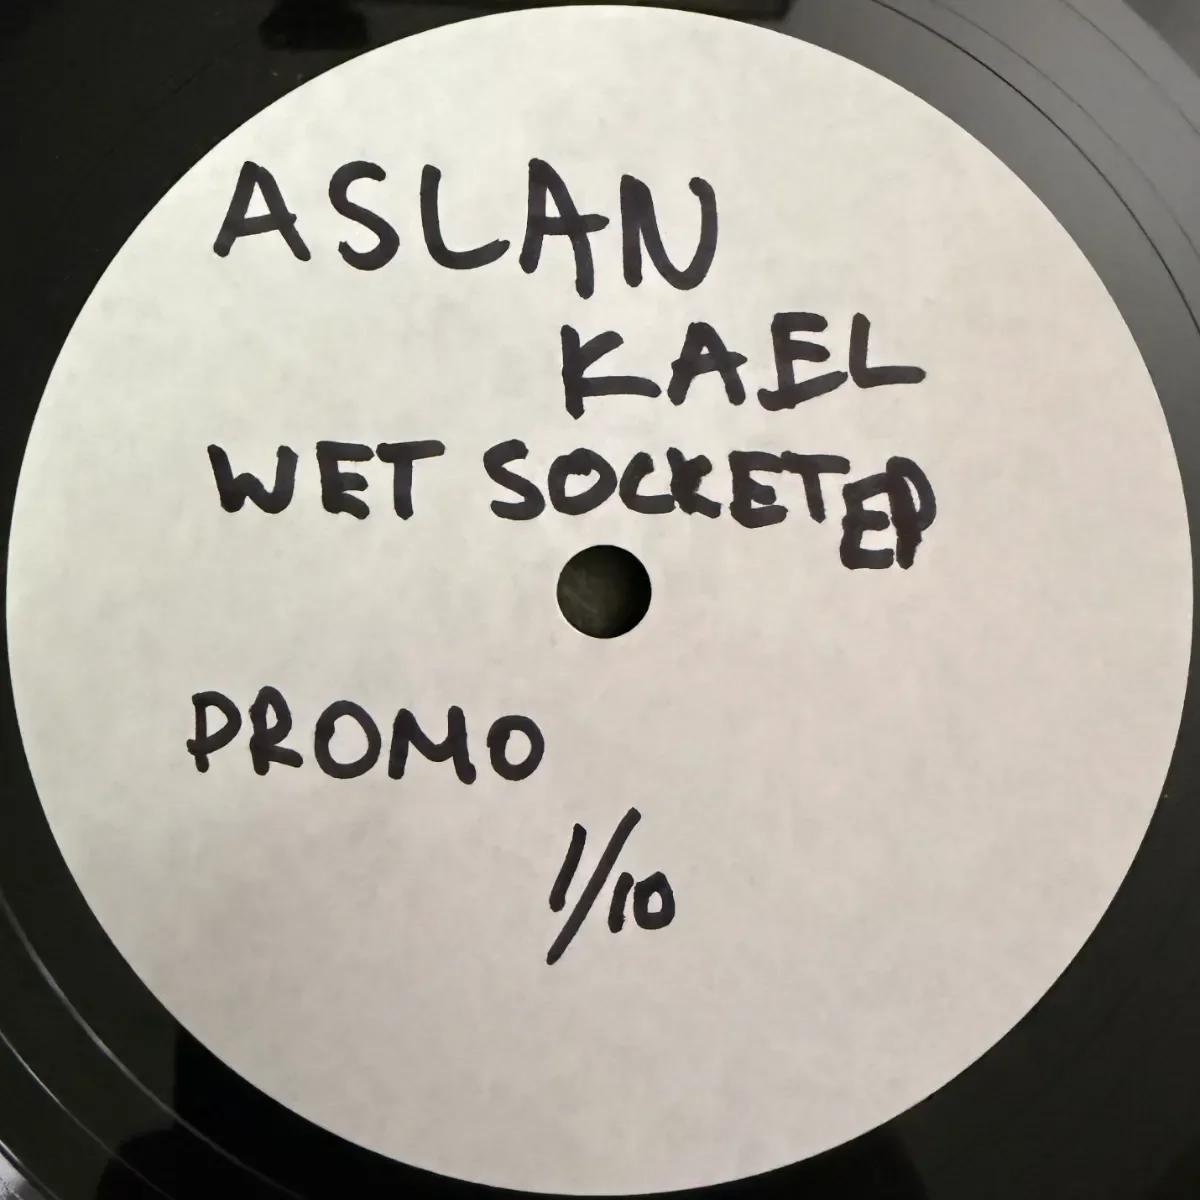 ASLAN
KAEL
WET SOCKET EP
PROMO
1/10